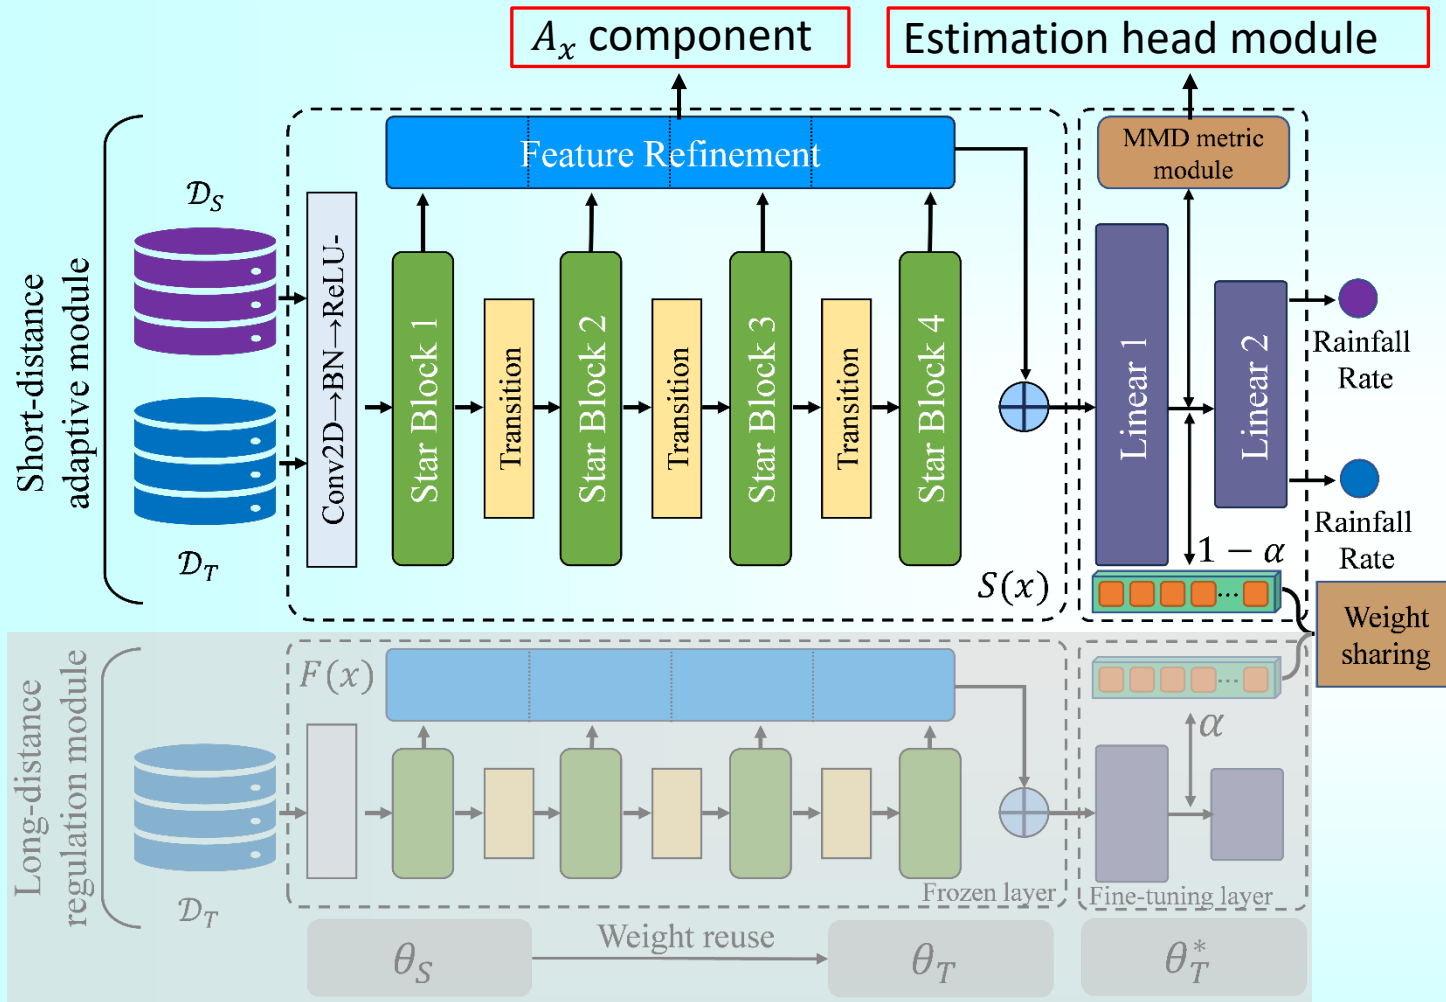 A_x component
Estimation head module
Short-distance
adaptive module
𝒟_S
𝒟_T
Conv2D→BN→ReLU-
Feature Refinement
Star Block 1
Transition
Star Block 2
Transition
Star Block 3
Transition
Star Block 4
S(x)
MMD metric
module
Linear 1
Linear 2
1 − α
...
Rainfall
Rate
Rainfall
Rate
Weight
sharing
Long-distance
regulation module
𝒟_T
F(x)
Frozen layer
...
α
Fine-tuning layer
θ_S
Weight reuse
θ_T
θ_T^*